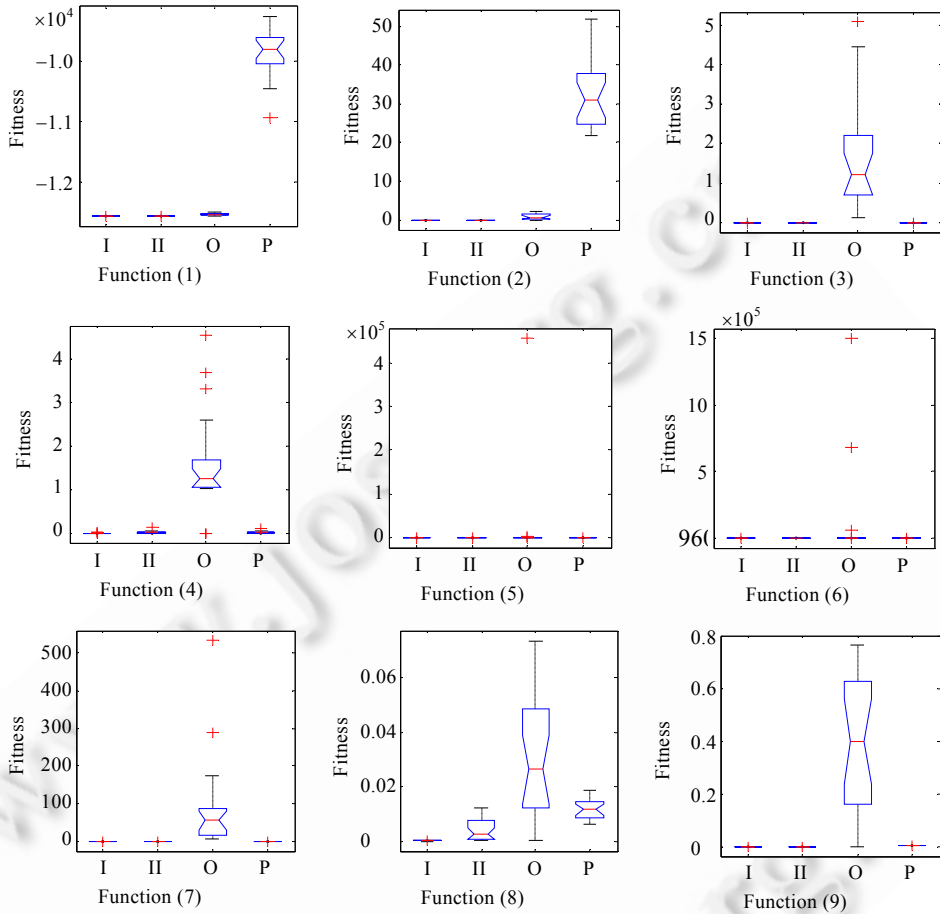 ×10⁴
−1.0
−1.1
−1.2
Fitness
I II O P
Function (1)
50
40
30
20
10
0
Fitness
I II O P
Function (2)
5
4
3
2
1
0
Fitness
I II O P
Function (3)
4
3
2
1
0
Fitness
I II O P
Function (4)
×10⁵
4
3
2
1
0
Fitness
I II O P
Function (5)
×10⁵
15
10
5
96(
Fitness
I II O P
Function (6)
500
400
300
200
100
0
Fitness
I II O P
Function (7)
0.06
0.04
0.02
0
Fitness
I II O P
Function (8)
0.8
0.6
0.4
0.2
0
Fitness
I II O P
Function (9)